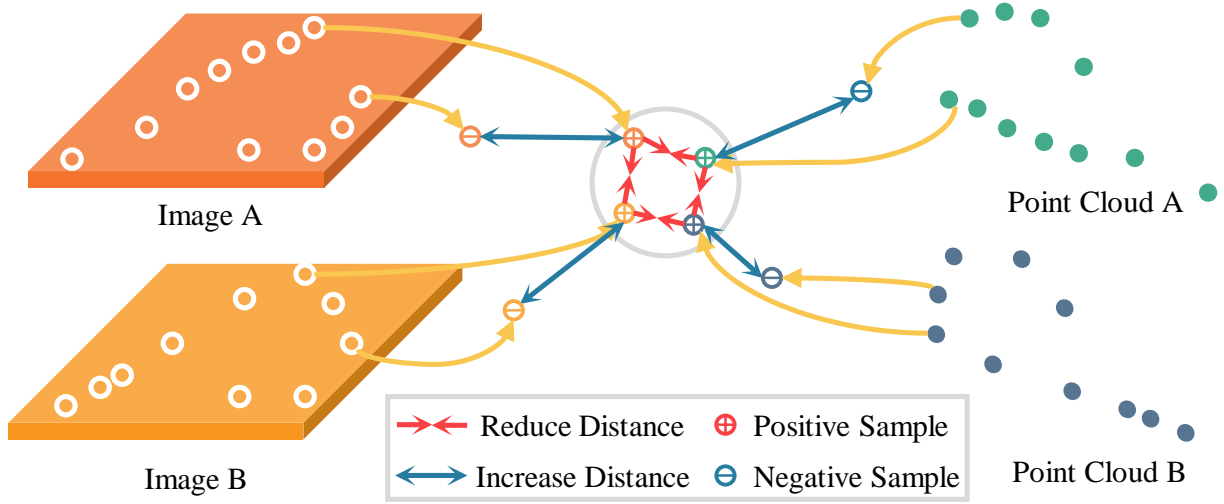 Image A
Point Cloud A
Image B
Point Cloud B
Reduce Distance
Positive Sample
Increase Distance
Negative Sample